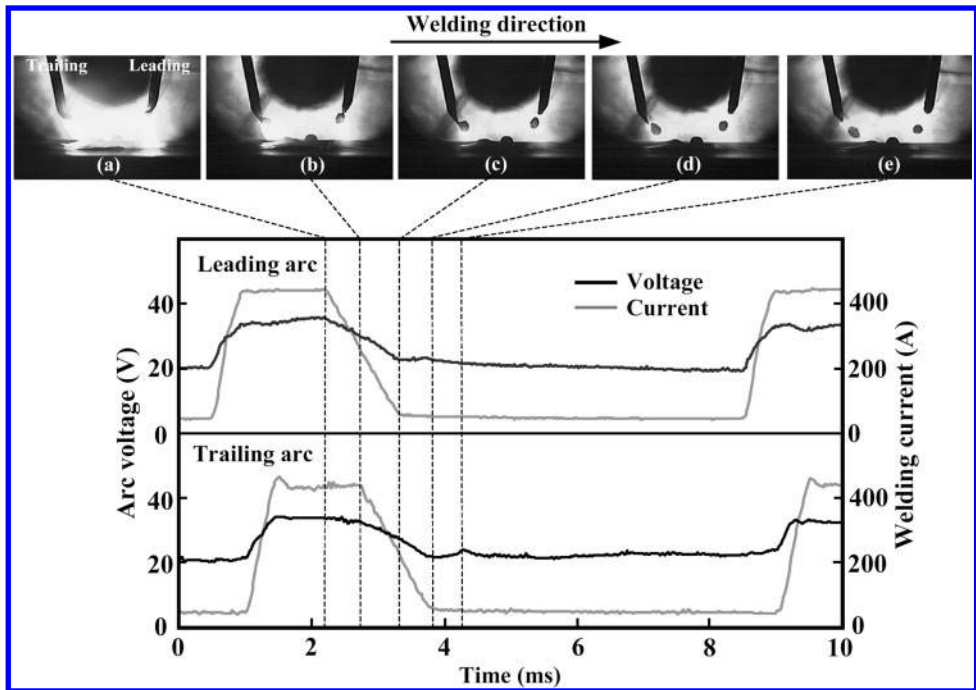 Welding direction
Trailing Leading
(a) (b) (c) (d) (e)
Leading arc
Voltage
Current
40
20
0
400
200
0
Trailing arc
40
20
0
400
200
0
Arc voltage (V)
Welding current (A)
0 2 4 6 8 10
Time (ms)